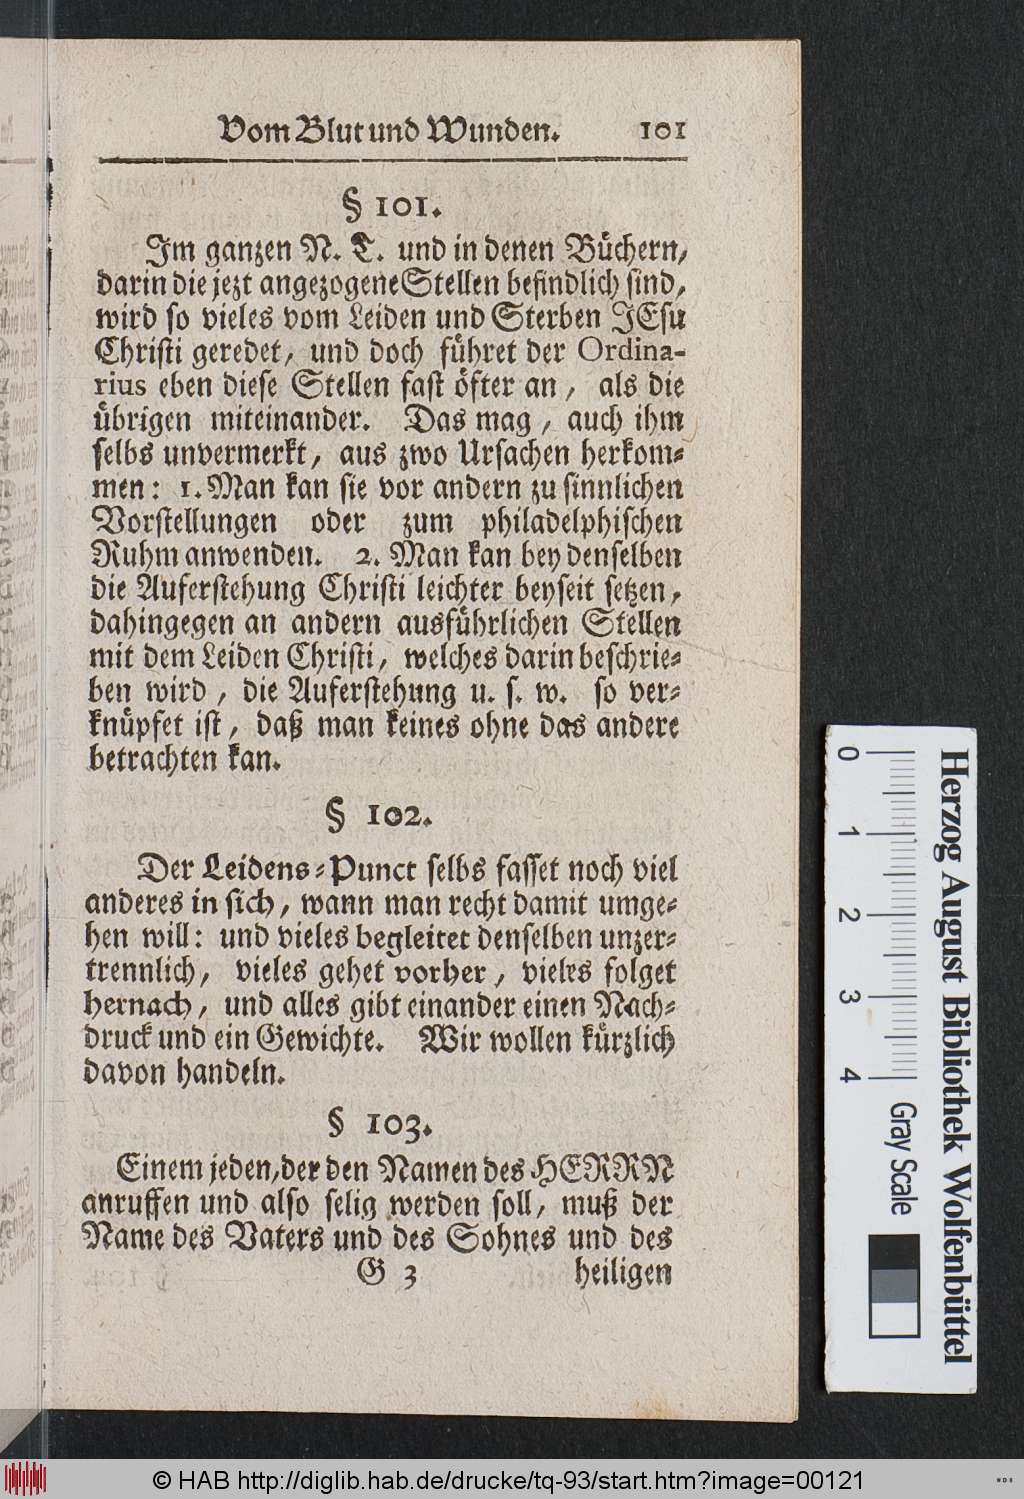 Vom Blut und Wunden. 101
§ 101.
Im ganzen N. T. und in denen Büchern,
darin die jezt angezogene Stellen befindlich sind,
wird so vieles vom Leiden und Sterben JEsu
Christi geredet, und doch führet der Ordina-
rius eben diese Stellen fast öfter an, als die
übrigen miteinander. Das mag, auch ihm
selbs unvermerkt, aus zwo Ursachen herkom-
men: 1. Man kan sie vor andern zu sinnlichen
Vorstellungen oder zum philadelphischen
Ruhm anwenden. 2. Man kan bey denselben
die Auferstehung Christi leichter beyseit setzen,
dahingegen an andern ausführlichen Stellen
mit dem Leiden Christi, welches darin beschrie-
ben wird, die Auferstehung u. s. w. so ver-
knüpfet ist, daß man keines ohne das andere
betrachten kan.
§ 102.
Der Leidens-Punct selbs fasset noch viel
anderes in sich, wann man recht damit umge-
hen will: und vieles begleitet denselben unzer-
trennlich, vieles gehet vorher, vieles folget
hernach, und alles gibt einander einen Nach-
druck und ein Gewichte. Wir wollen kürzlich
davon handeln.
§ 103.
Einem jeden, der den Namen des HERRN
anruffen und also selig werden soll, muß der
Name des Vaters und des Sohnes und des
G 3 heiligen
0 1 2 3 4
Gray Scale
Herzog August Bibliothek Wolfenbüttel
© HAB http://diglib.hab.de/drucke/tq-93/start.htm?image=00121
WDB